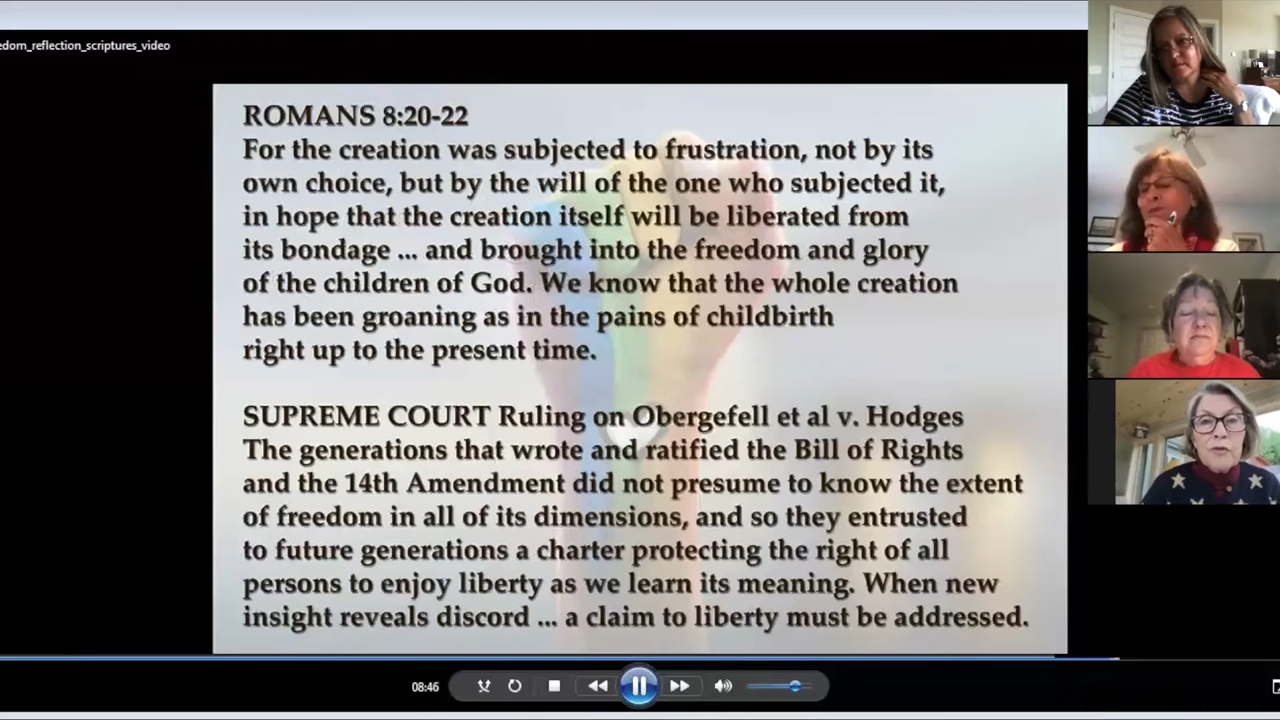 edom_reflection_scriptures_video
ROMANS 8:20-22
For the creation was subjected to frustration, not by its
own choice, but by the will of the one who subjected it,
in hope that the creation itself will be liberated from
its bondage ... and brought into the freedom and glory
of the children of God. We know that the whole creation
has been groaning as in the pains of childbirth
right up to the present time.
SUPREME COURT Ruling on Obergefell et al v. Hodges
The generations that wrote and ratified the Bill of Rights
and the 14th Amendment did not presume to know the extent
of freedom in all of its dimensions, and so they entrusted
to future generations a charter protecting the right of all
persons to enjoy liberty as we learn its meaning. When new
insight reveals discord ... a claim to liberty must be addressed.
08:46